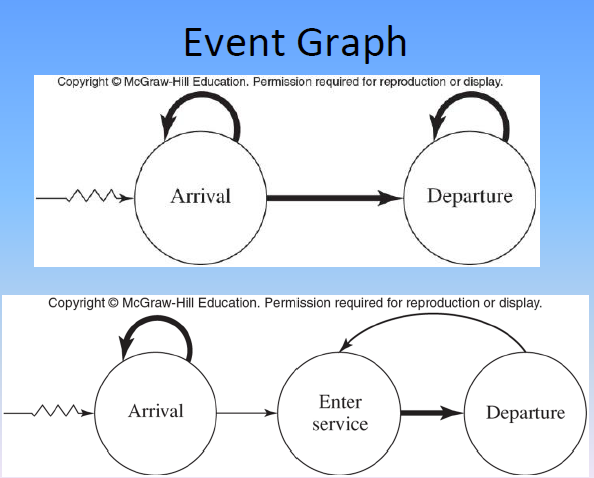 Event Graph
Copyright © McGraw-Hill Education. Permission required for reproduction or display.
Arrival
Departure
Copyright © McGraw-Hill Education. Permission required for reproduction or display.
Arrival
Enter
service
Departure